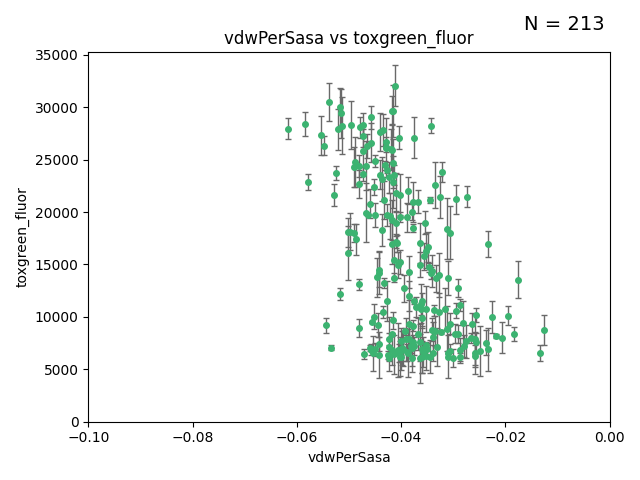 N = 213
vdwPerSasa vs toxgreen_fluor
35000
30000
25000
20000
15000
10000
5000
0
toxgreen_fluor
−0.10 −0.08 −0.06 −0.04 −0.02 0.00
vdwPerSasa